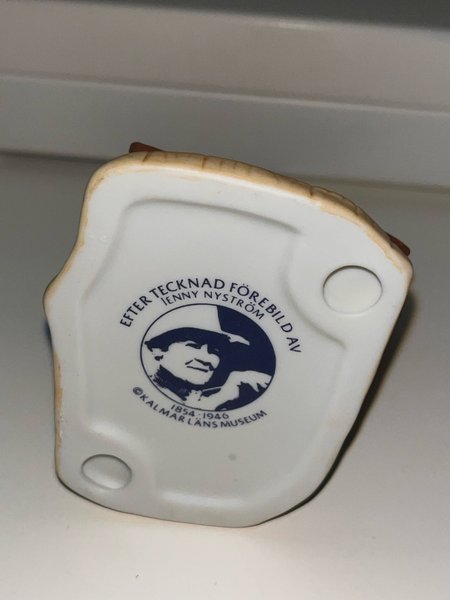 EFTER TECKNAD FÖREBILD AV
JENNY NYSTRÖM
1854-1946
©KALMAR LÄNS MUSEUM